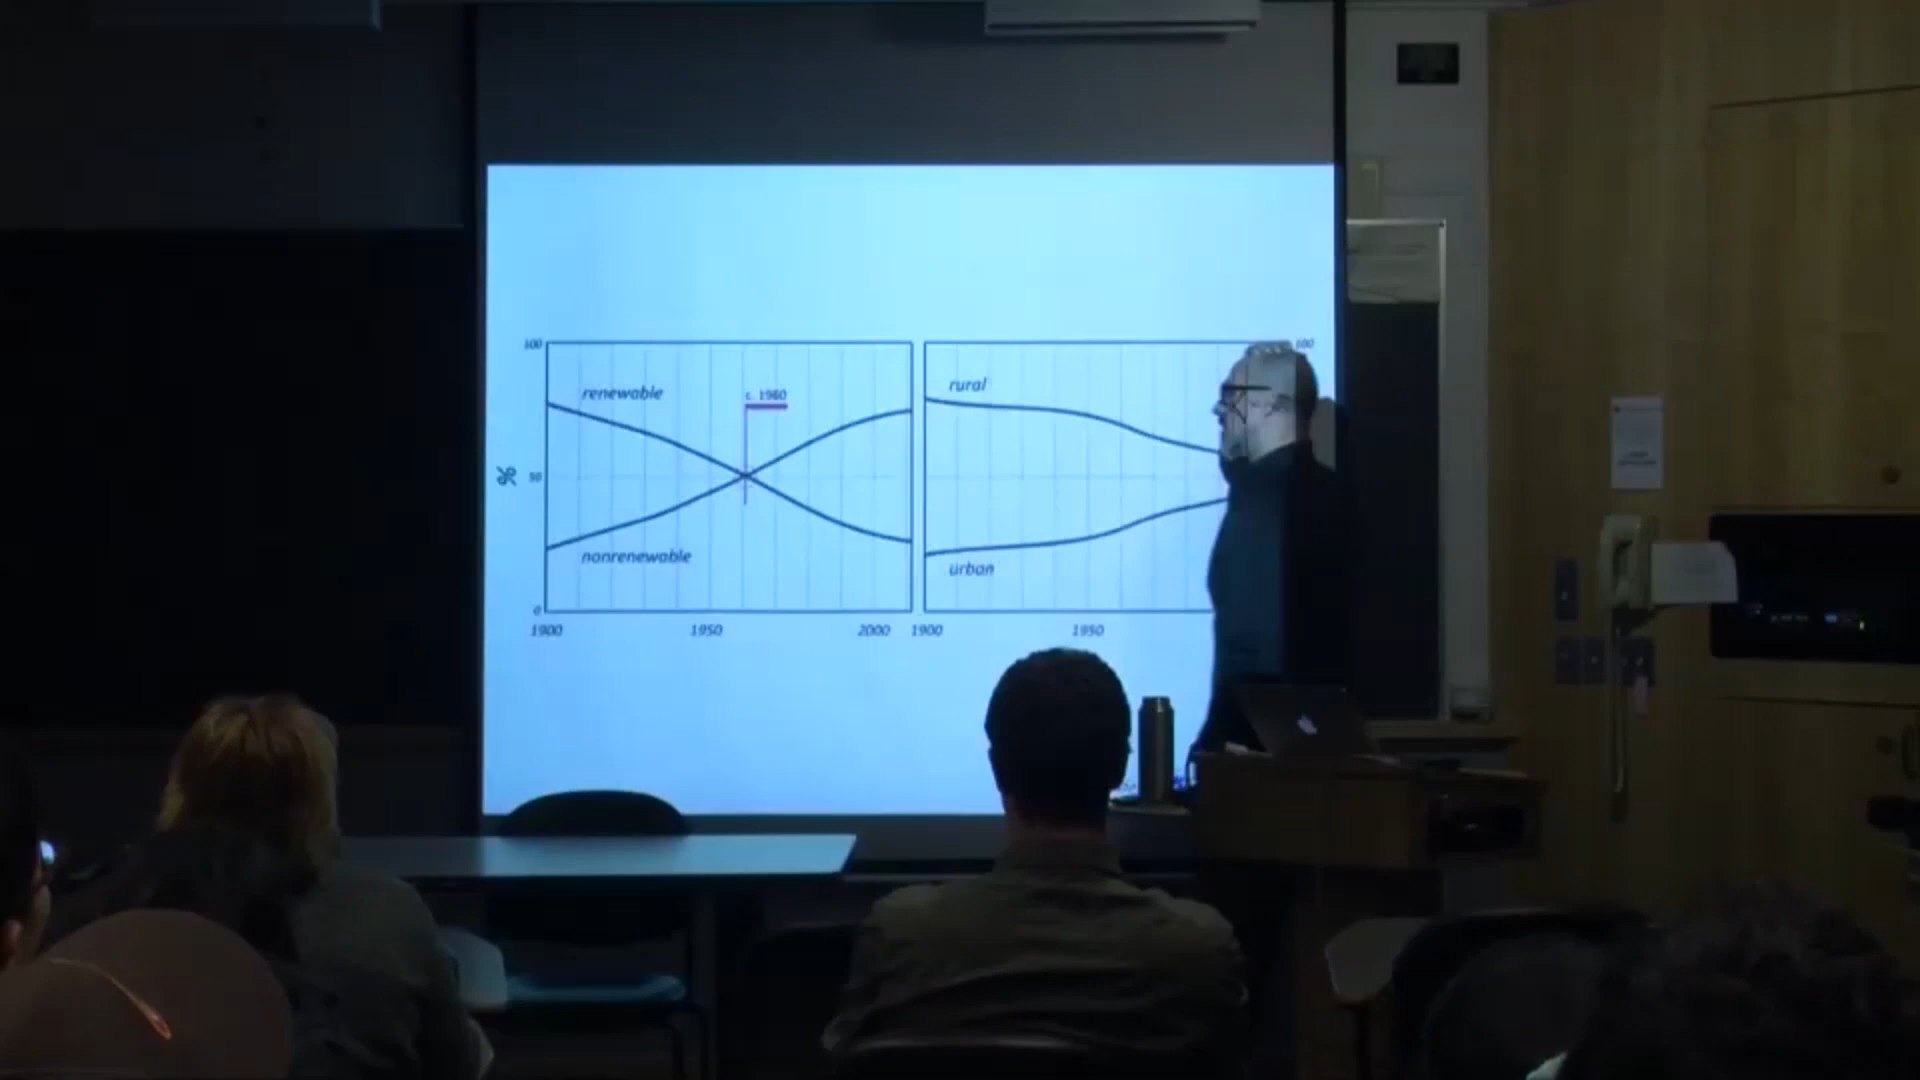 100
100
renewable
rural
c. 1960
%
50
nonrenewable
urban
0
1900
1950
2000
1900
1950